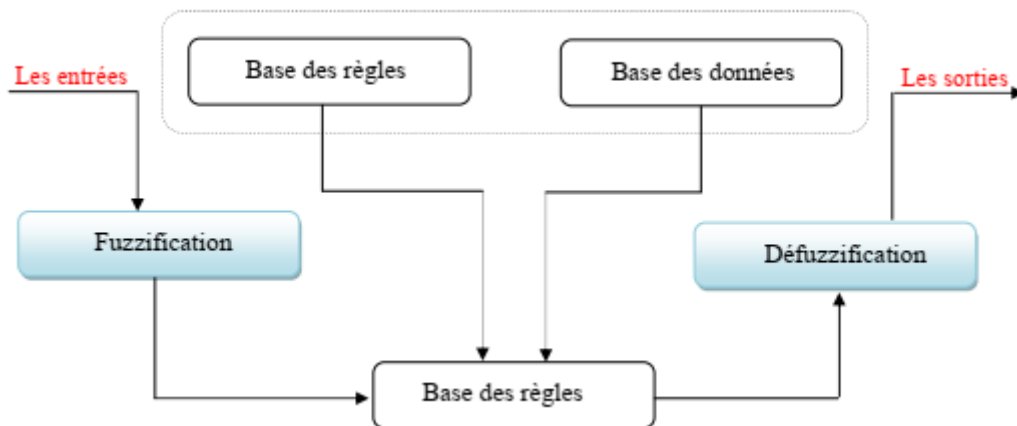 Base des règles
Base des données
Les entrées
Les sorties
Fuzzification
Défuzzification
Base des règles